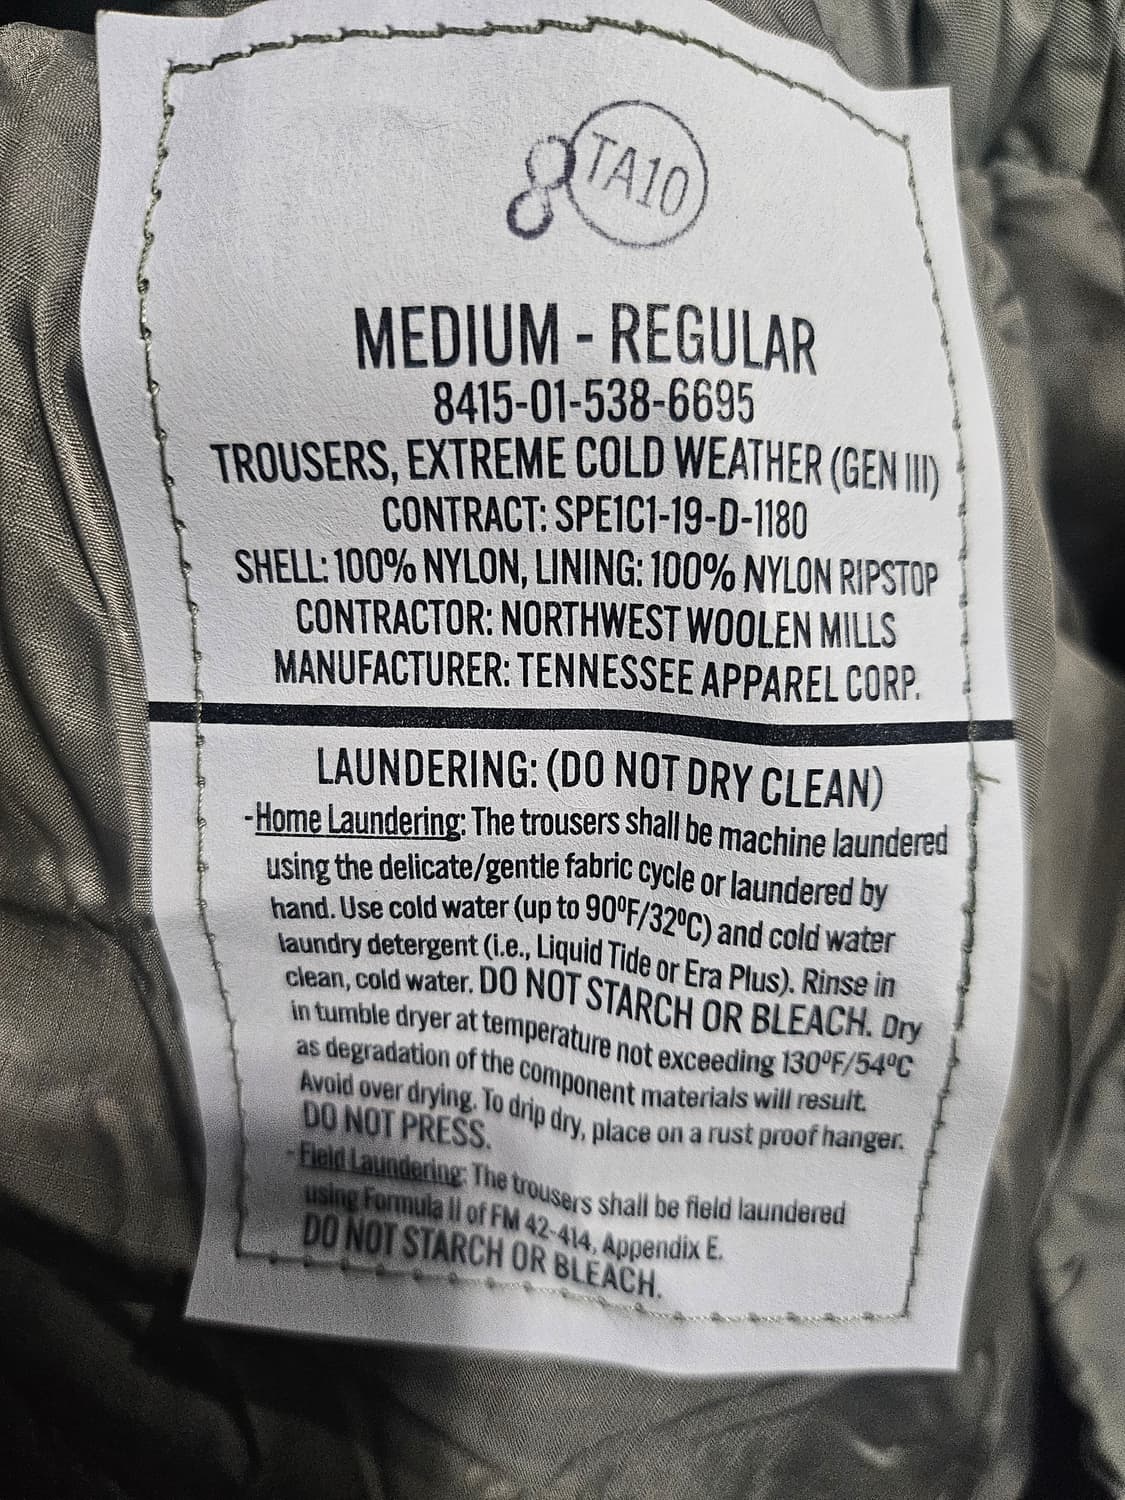 8 TA10
MEDIUM - REGULAR
8415-01-538-6695
TROUSERS, EXTREME COLD WEATHER (GEN III)
CONTRACT: SPE1C1-19-D-1180
SHELL: 100% NYLON, LINING: 100% NYLON RIPSTOP
CONTRACTOR: NORTHWEST WOOLEN MILLS
MANUFACTURER: TENNESSEE APPAREL CORP.
LAUNDERING: (DO NOT DRY CLEAN)
-Home Laundering: The trousers shall be machine laundered
using the delicate/gentle fabric cycle or laundered by
hand. Use cold water (up to 90ºF/32ºC) and cold water
laundry detergent (i.e., Liquid Tide or Era Plus). Rinse in
clean, cold water. DO NOT STARCH OR BLEACH. Dry
in tumble dryer at temperature not exceeding 130ºF/54ºC
as degradation of the component materials will result.
Avoid over drying. To drip dry, place on a rust proof hanger.
DO NOT PRESS.
- Field Laundering: The trousers shall be field laundered
using Formula II of FM 42-414, Appendix E.
DO NOT STARCH OR BLEACH.